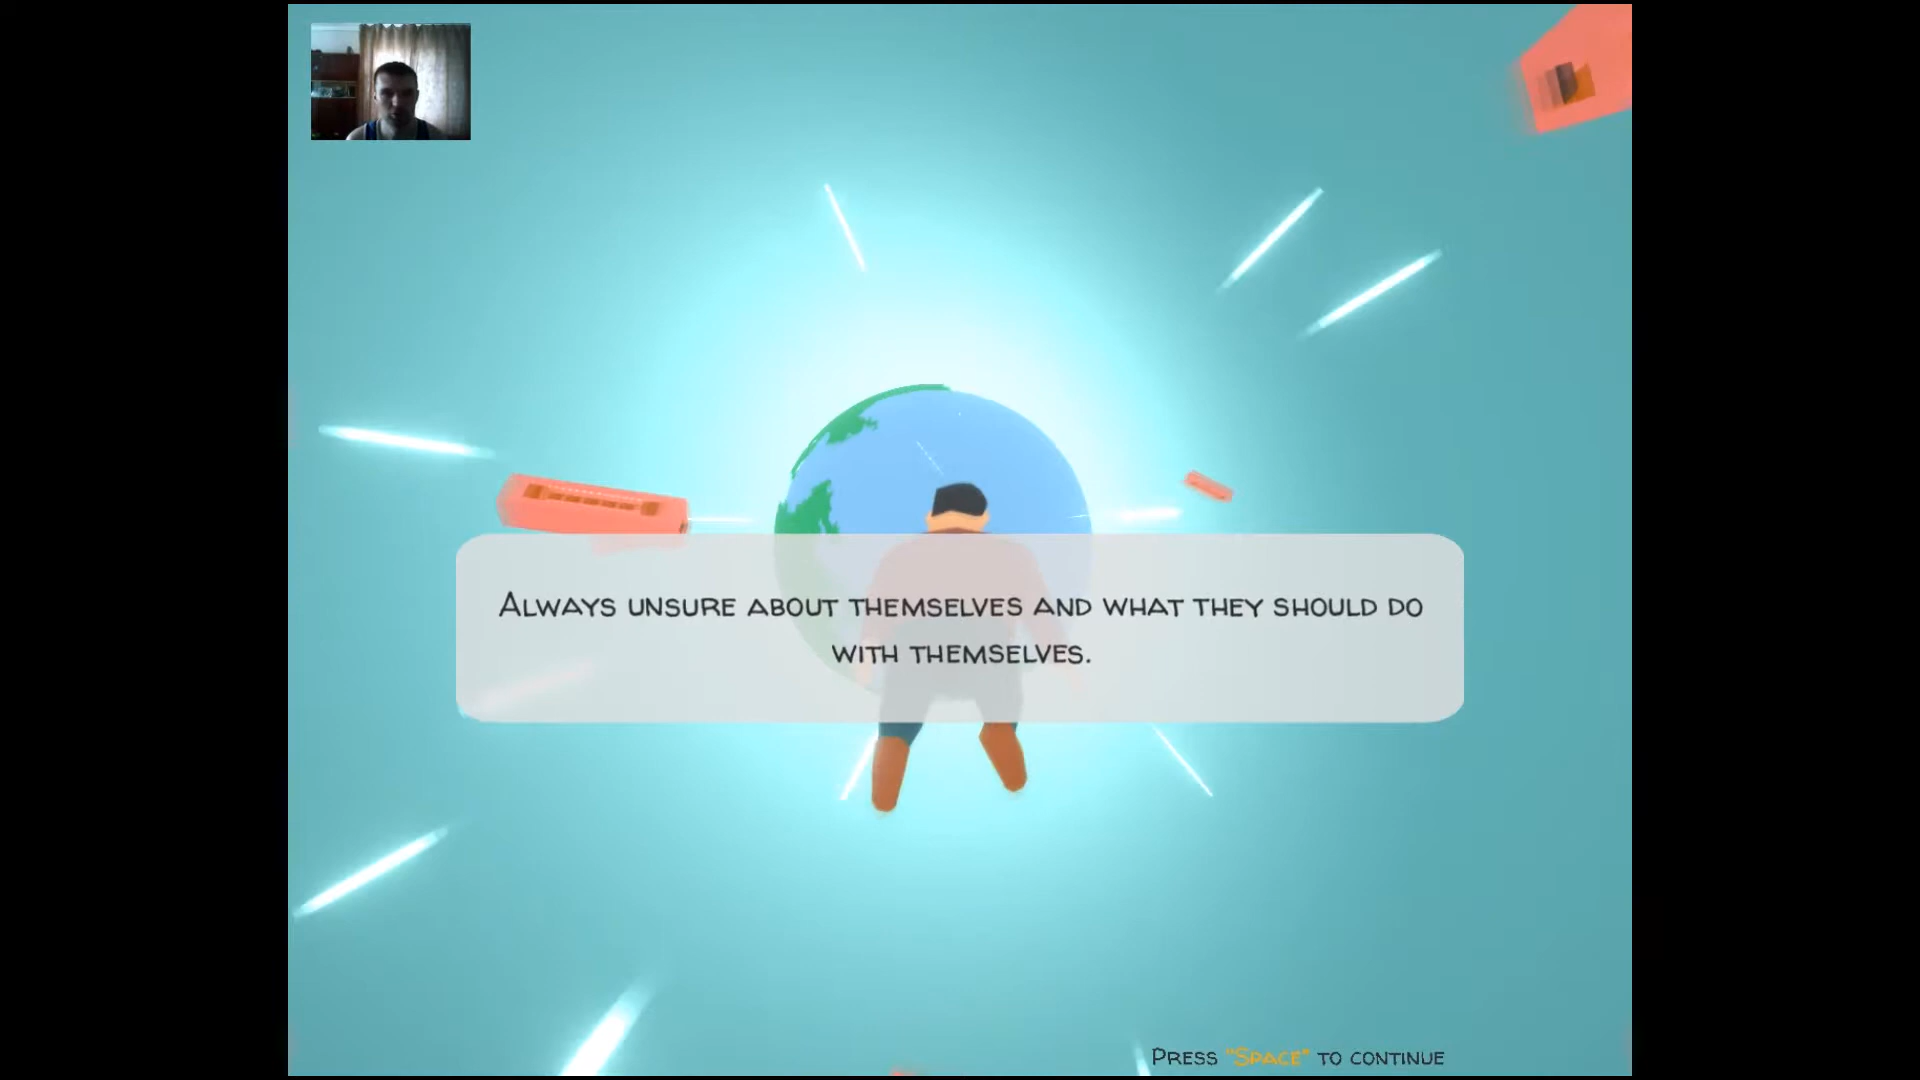 Always unsure about themselves and what they should do
with themselves.
Press "Space" to continue